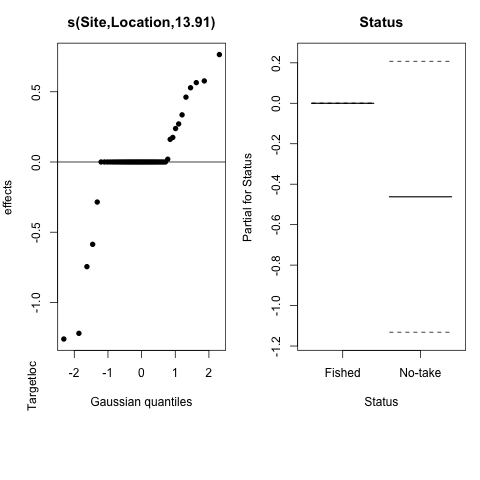 s(Site,Location,13.91)
effects
0.5
0.0
-0.5
-1.0
-2
-1
0
1
2
Gaussian quantiles
Targetloc
Status
Partial for Status
0.2
0.0
-0.2
-0.4
-0.6
-0.8
-1.0
-1.2
Fished
No-take
Status